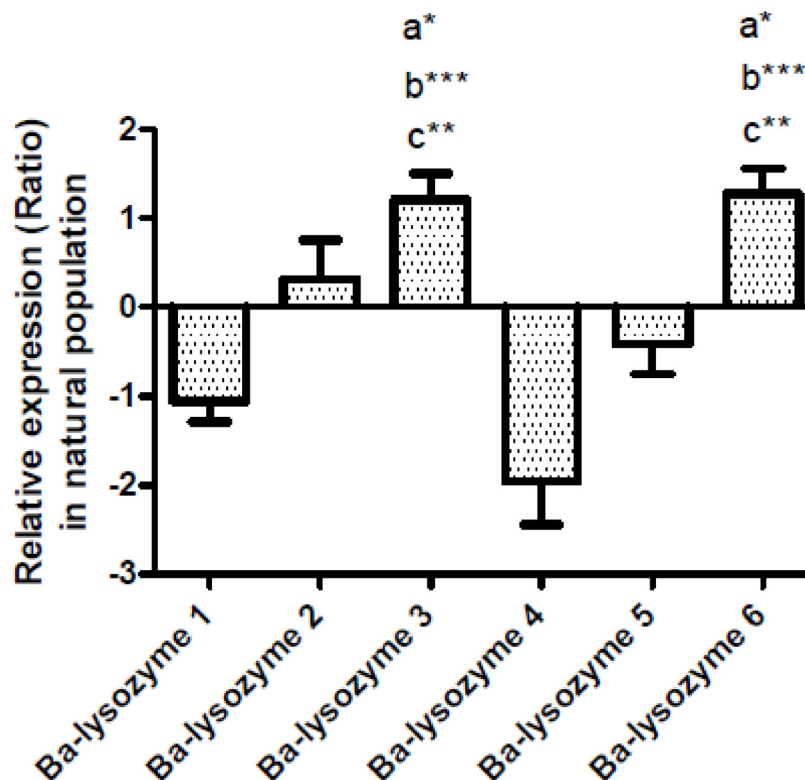 a*
b***
c**
a*
b***
c**
Relative expression (Ratio)
in natural population
2
1
0
-1
-2
-3
Ba-lysozyme 1
Ba-lysozyme 2
Ba-lysozyme 3
Ba-lysozyme 4
Ba-lysozyme 5
Ba-lysozyme 6